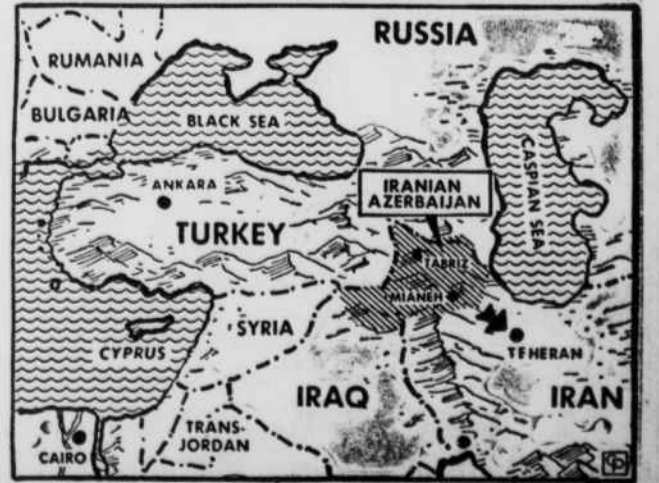 RUSSIA
RUMANIA
BULGARIA
BLACK SEA
CASPIAN SEA
IRANIAN
AZERBAIJAN
ANKARA
TURKEY
TABRIZ
MIANEH
SYRIA
CYPRUS
TEHERAN
IRAQ
IRAN
TRANS-
JORDAN
CAIRO
CP